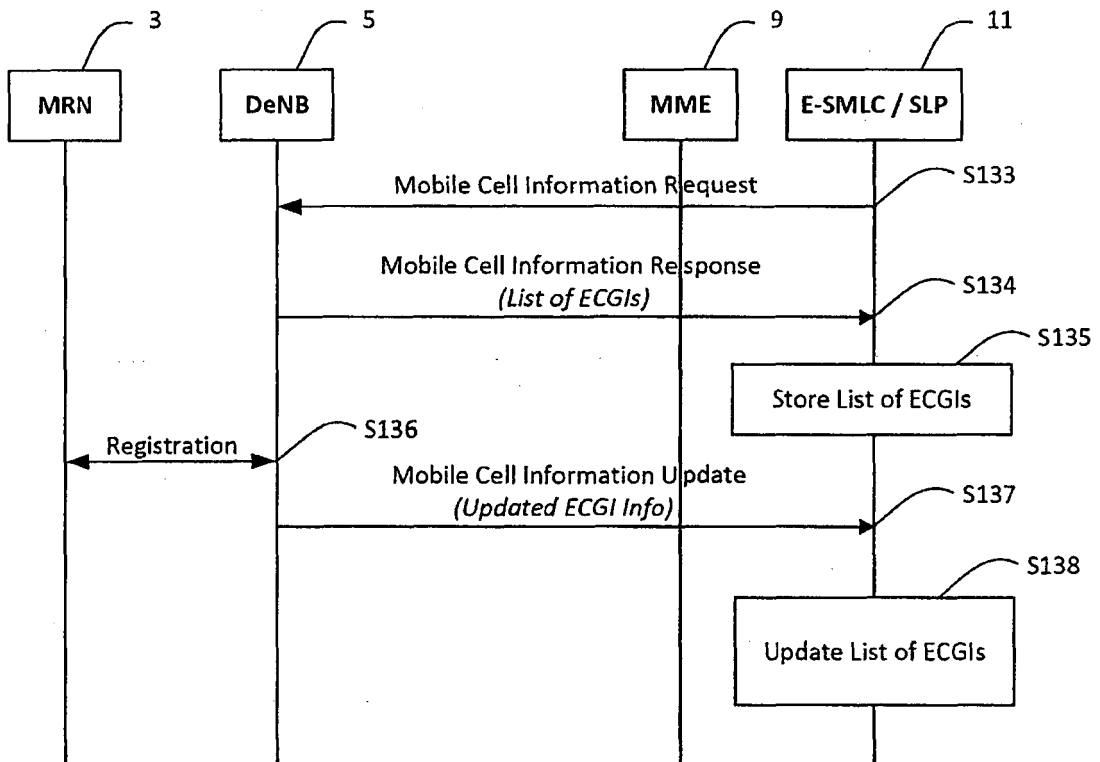 3
5
9
11
MRN
DeNB
MME
E-SMLC / SLP
S133
Mobile Cell Information Request
Mobile Cell Information Response
(List of ECGIs)
S134
S135
Store List of ECGIs
Registration
S136
Mobile Cell Information Update
(Updated ECGI Info)
S137
S138
Update List of ECGIs